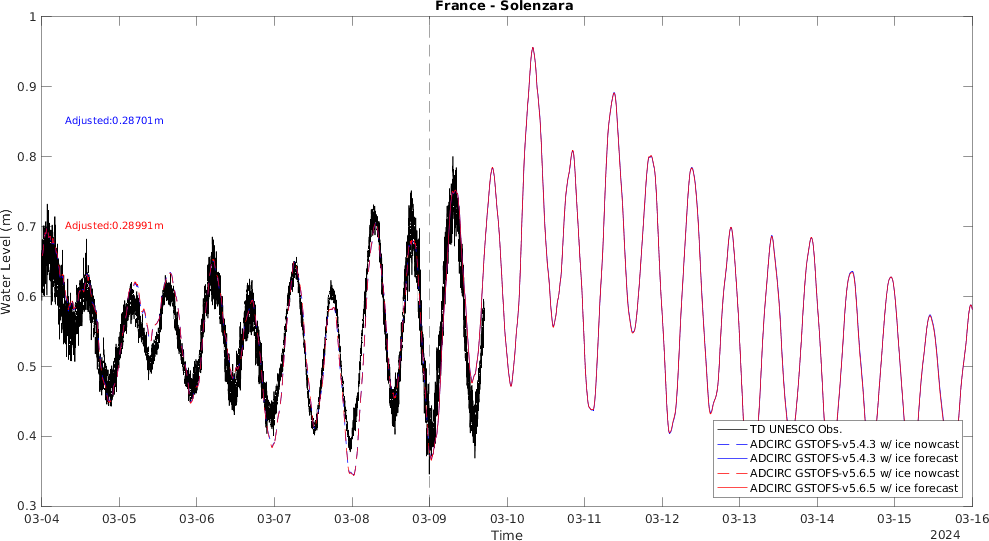 France - Solenzara
1
0.9
0.8
0.7
0.6
0.5
0.4
0.3
Water Level (m)
Adjusted:0.28701m
Adjusted:0.28991m
TD UNESCO Obs.
ADCIRC GSTOFS-v5.4.3 w/ ice nowcast
ADCIRC GSTOFS-v5.4.3 w/ ice forecast
ADCIRC GSTOFS-v5.6.5 w/ ice nowcast
ADCIRC GSTOFS-v5.6.5 w/ ice forecast
03-04 03-05 03-06 03-07 03-08 03-09 03-10 03-11 03-12 03-13 03-14 03-15 03-16
Time
2024